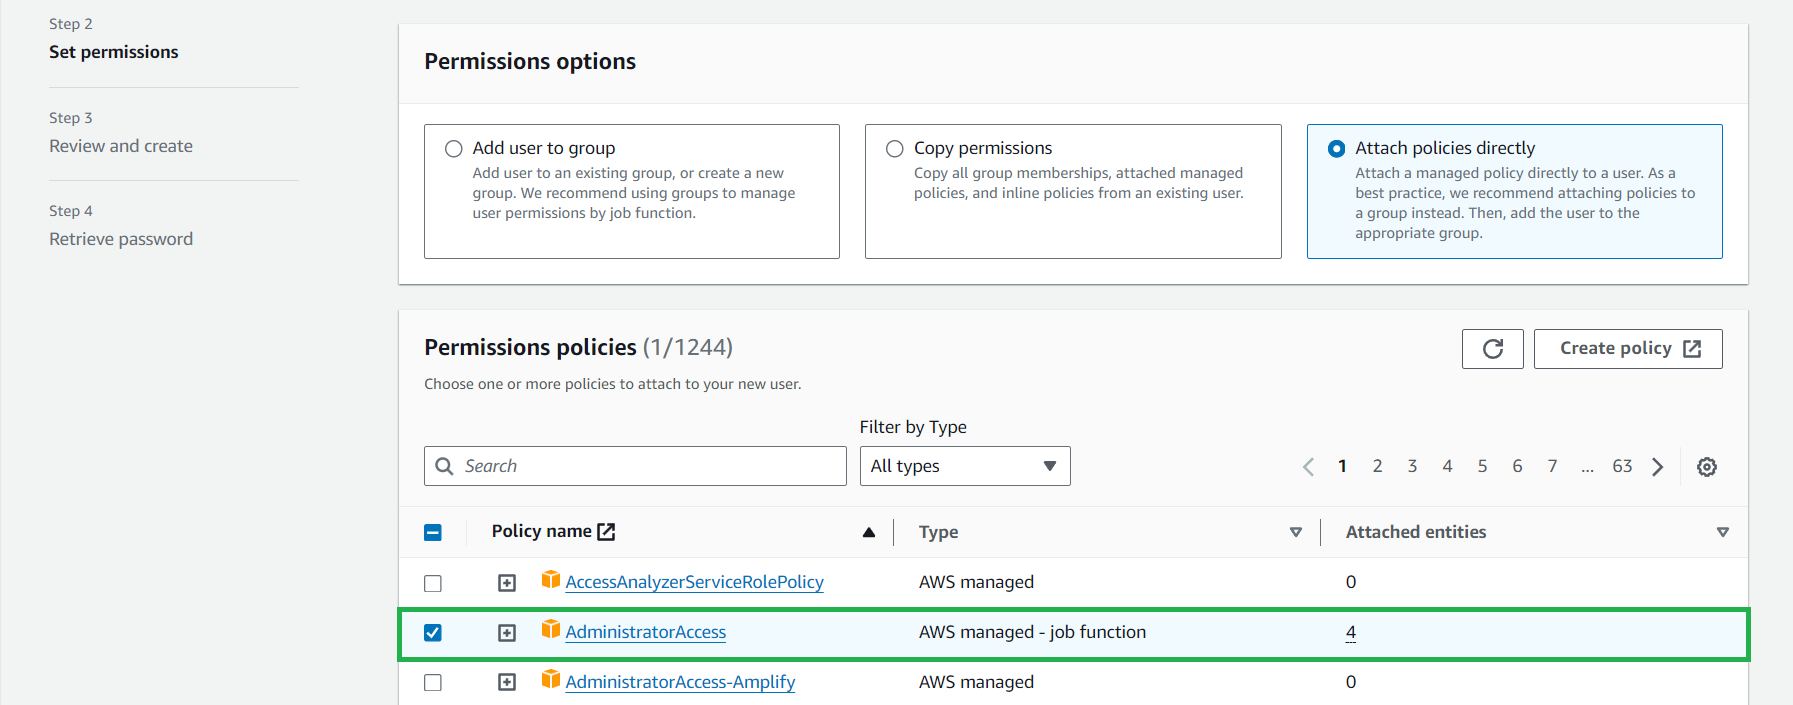 Step 2
Set permissions
Step 3
Review and create
Step 4
Retrieve password
Permissions options
Add user to group
Add user to an existing group, or create a new
group. We recommend using groups to manage
user permissions by job function.
Copy permissions
Copy all group memberships, attached managed
policies, and inline policies from an existing user.
Attach policies directly
Attach a managed policy directly to a user. As a
best practice, we recommend attaching policies to
a group instead. Then, add the user to the
appropriate group.
Permissions policies (1/1244)
Create policy
Choose one or more policies to attach to your new user.
Filter by Type
Search
All types
1 2 3 4 5 6 7 ... 63
Policy name Type Attached entities
AccessAnalyzerServiceRolePolicy AWS managed 0
AdministratorAccess AWS managed - job function 4
AdministratorAccess-Amplify AWS managed 0